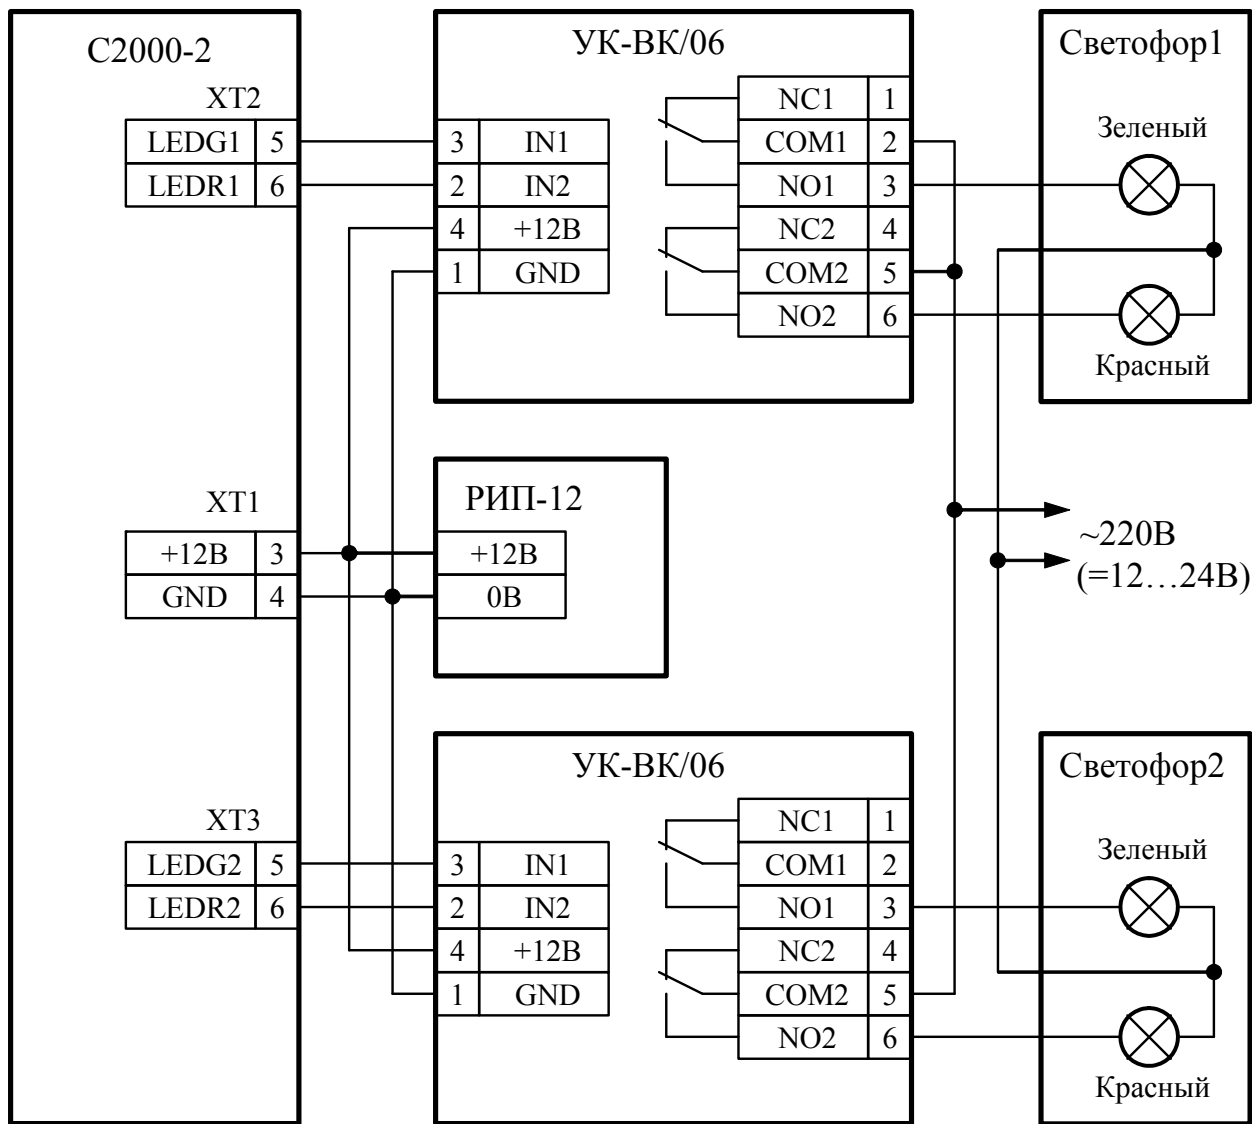 С2000-2
XT2
LEDG1 5
LEDR1 6
XT1
+12В 3
GND 4
XT3
LEDG2 5
LEDR2 6
УК-ВК/06
3 IN1
2 IN2
4 +12В
1 GND
NC1 1
COM1 2
NO1 3
NC2 4
COM2 5
NO2 6
Светофор1
Зеленый
Красный
РИП-12
+12В
0В
~220В
(=12...24В)
УК-ВК/06
3 IN1
2 IN2
4 +12В
1 GND
NC1 1
COM1 2
NO1 3
NC2 4
COM2 5
NO2 6
Светофор2
Зеленый
Красный